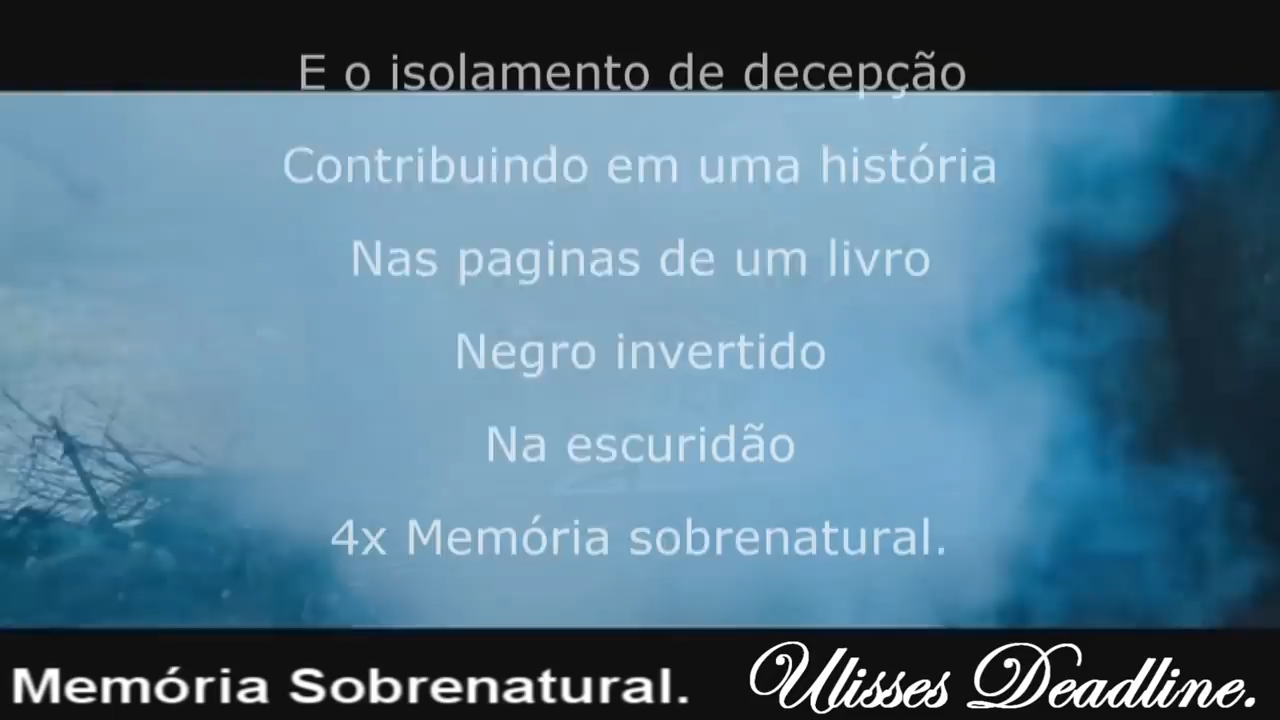 E o isolamento de decepção
Contribuindo em uma história
Nas paginas de um livro
Negro invertido
Na escuridão
4x Memória sobrenatural.
Memória Sobrenatural.
Ulisses Deadline.